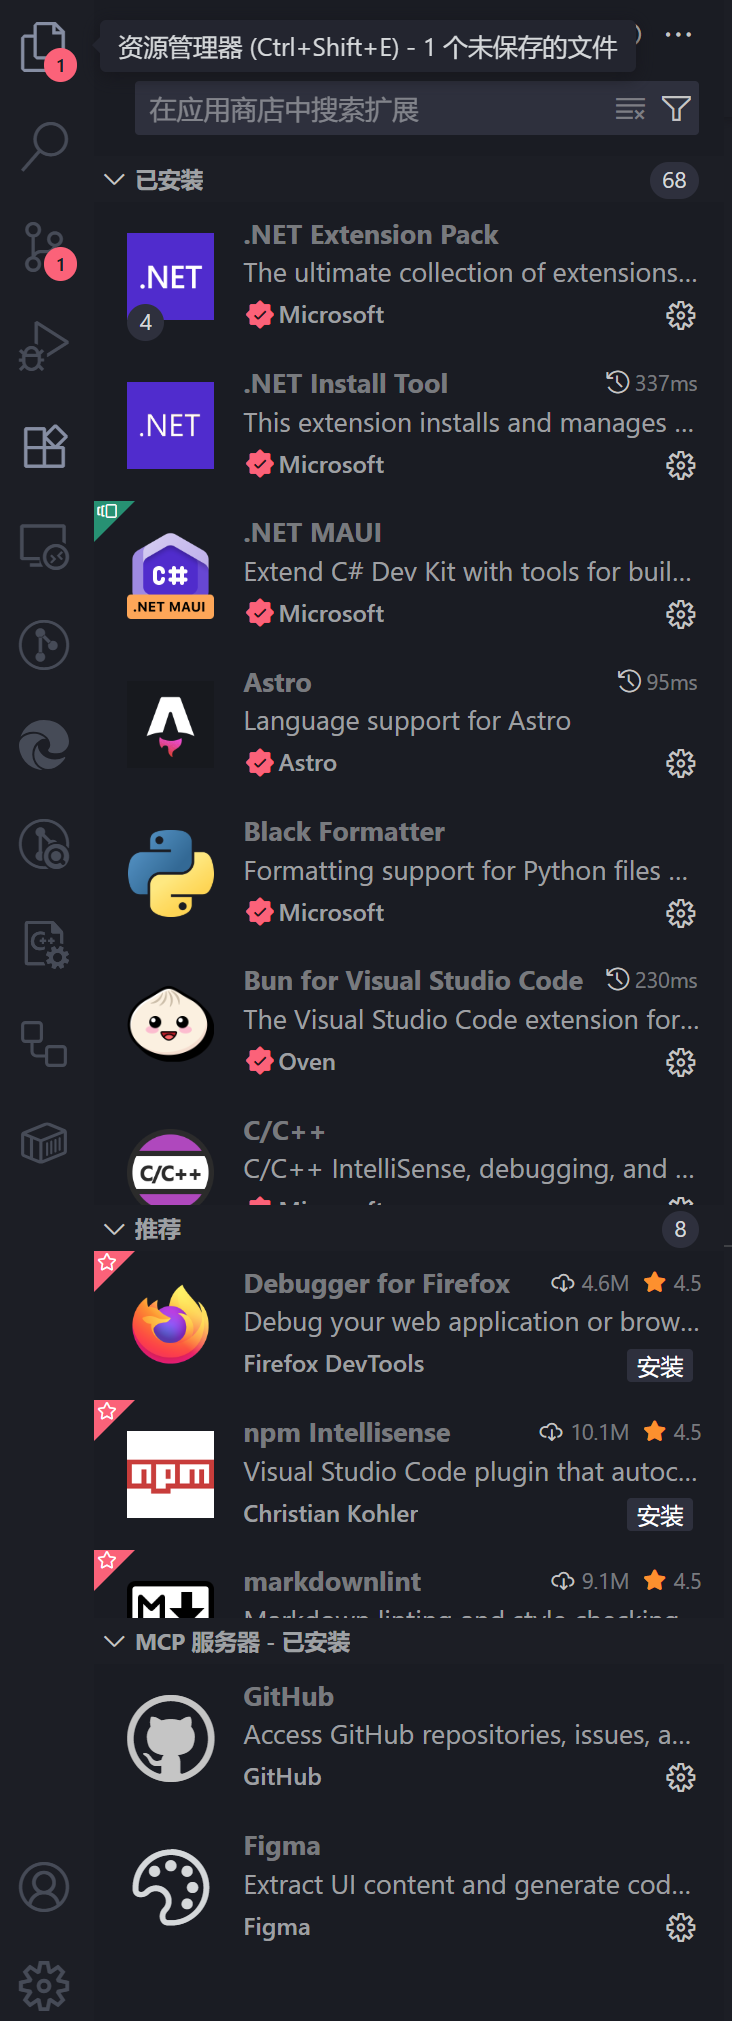 资源管理器 (Ctrl+Shift+E) - 1 个未保存的文件
1
在应用商店中搜索扩展
已安装 68
1
.NET
4
.NET Extension Pack
The ultimate collection of extensions...
Microsoft
.NET
.NET Install Tool 337ms
This extension installs and manages ...
Microsoft
C#
.NET MAUI
.NET MAUI
Extend C# Dev Kit with tools for buil...
Microsoft
Astro 95ms
Language support for Astro
Astro
Black Formatter
Formatting support for Python files ...
Microsoft
C++
Bun for Visual Studio Code 230ms
The Visual Studio Code extension for...
Oven
C/C++
C/C++
C/C++ IntelliSense, debugging, and ...
Microsoft
推荐 8
Debugger for Firefox 4.6M 4.5
Debug your web application or brow...
Firefox DevTools 安装
npm
npm Intellisense 10.1M 4.5
Visual Studio Code plugin that autoc...
Christian Kohler 安装
M
markdownlint 9.1M 4.5
Markdown linting and style checking
MCP 服务器 - 已安装
GitHub
Access GitHub repositories, issues, a...
GitHub
Figma
Extract UI content and generate cod...
Figma